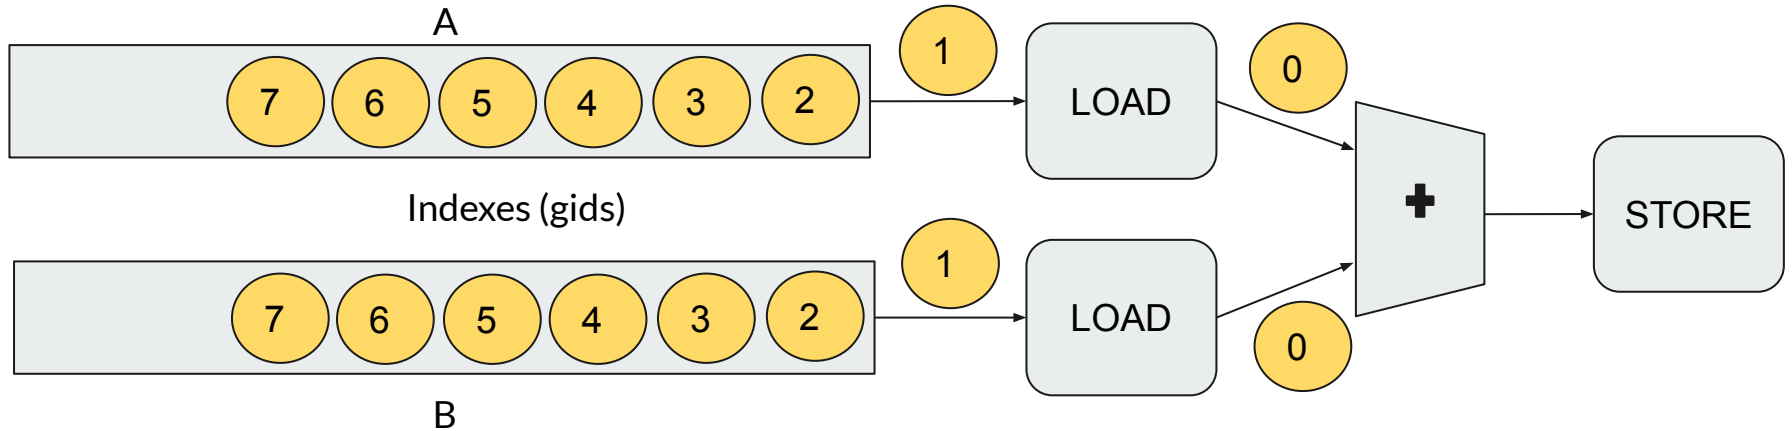 A
7 6 5 4 3 2 1 LOAD 0
Indexes (gids)
+ STORE
7 6 5 4 3 2 1 LOAD 0
B